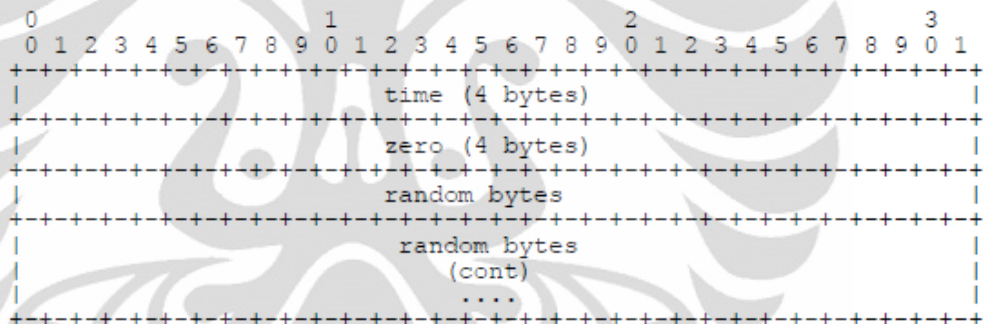 0                   1                   2                   3
 0 1 2 3 4 5 6 7 8 9 0 1 2 3 4 5 6 7 8 9 0 1 2 3 4 5 6 7 8 9 0 1
+-+-+-+-+-+-+-+-+-+-+-+-+-+-+-+-+-+-+-+-+-+-+-+-+-+-+-+-+-+-+-+-+
|                        time (4 bytes)                         |
+-+-+-+-+-+-+-+-+-+-+-+-+-+-+-+-+-+-+-+-+-+-+-+-+-+-+-+-+-+-+-+-+
|                        zero (4 bytes)                         |
+-+-+-+-+-+-+-+-+-+-+-+-+-+-+-+-+-+-+-+-+-+-+-+-+-+-+-+-+-+-+-+-+
|                        random bytes                           |
+-+-+-+-+-+-+-+-+-+-+-+-+-+-+-+-+-+-+-+-+-+-+-+-+-+-+-+-+-+-+-+-+
|                         random bytes                          |
|                            (cont)                             |
|                             ....                              |
+-+-+-+-+-+-+-+-+-+-+-+-+-+-+-+-+-+-+-+-+-+-+-+-+-+-+-+-+-+-+-+-+